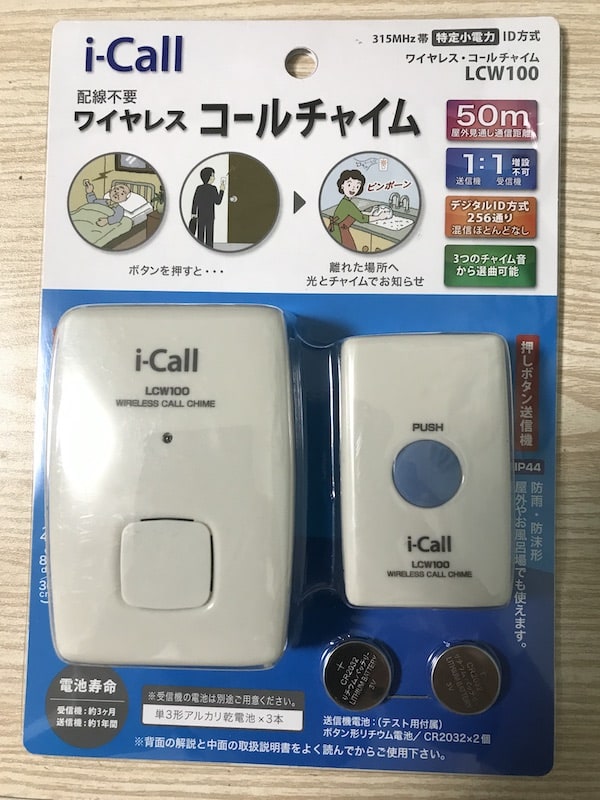 i-Call
315MHz帯 特定小電力 ID方式
ワイヤレス・コールチャイム
LCW100
配線不要
ワイヤレス コールチャイム
50m
屋外見通し通信距離
1:1 増設不可
送信機 受信機
デジタルID方式
256通り
混信ほとんどなし
3つのチャイム音
から選曲可能
ピンポーン
ボタンを押すと・・・
離れた場所へ
光とチャイムでお知らせ
i-Call
LCW100
WIRELESS CALL CHIME
PUSH
i-Call
LCW100
WIRELESS CALL CHIME
押しボタン送信機
IP44
防雨・防沫形
屋外やお風呂場でも使えます。
CR2032
リチウムバッテリー
LITHIUM BATTERY
3V
電池寿命
受信機:約3ヶ月
送信機:約1年間
※受信機の電池は別途ご用意ください。
単3形アルカリ乾電池×3本
送信機電池:(テスト用付属)
ボタン形リチウム電池/CR2032×2個
※背面の解説と中面の取扱説明書をよく読んでからご使用下さい。